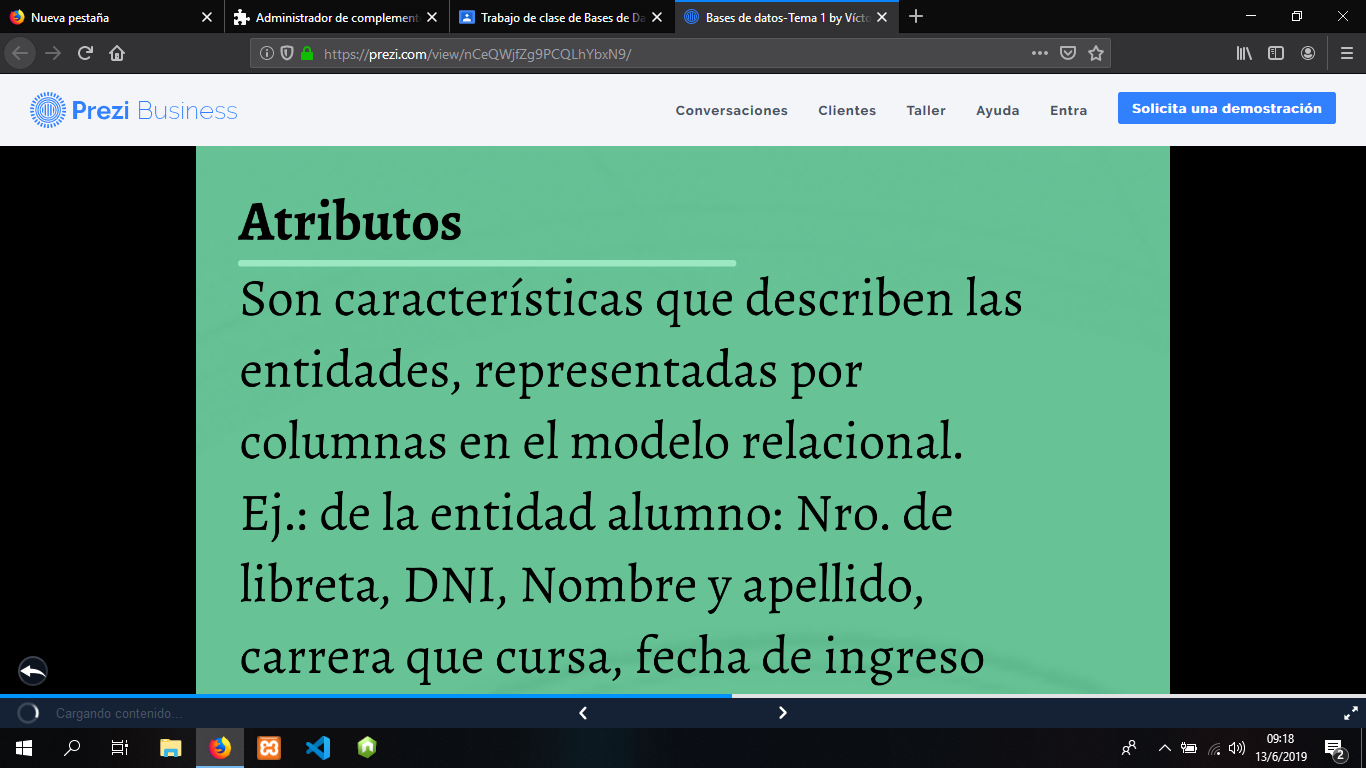 Nueva pestaña
Administrador de complement
Trabajo de clase de Bases de Da
Bases de datos-Tema 1 by Vícto
https://prezi.com/view/nCeQWjfZg9PCQLhYbxN9/
Prezi Business
Conversaciones Clientes Taller Ayuda Entra Solicita una demostración
Atributos
Son características que describen las
entidades, representadas por
columnas en el modelo relacional.
Ej.: de la entidad alumno: Nro. de
libreta, DNI, Nombre y apellido,
carrera que cursa, fecha de ingreso
Cargando contenido...
09:18
13/6/2019
2